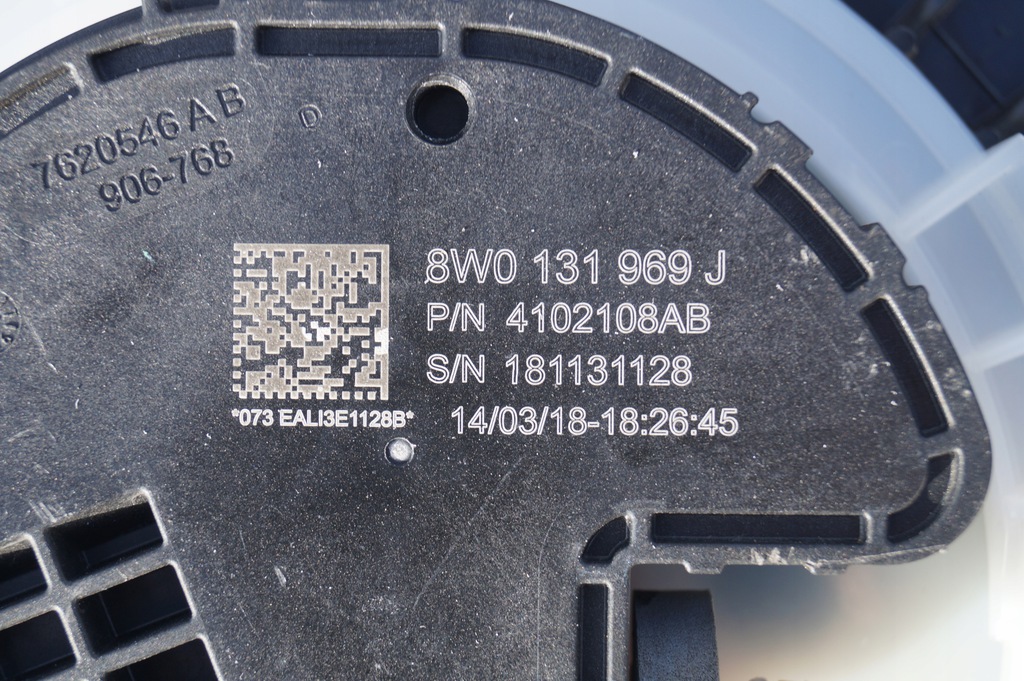 7620546 A B
906-768
D
8W0 131 969 J
P/N 4102108AB
S/N 181131128
*073 EALI3E1128B*
14/03/18-18:26:45